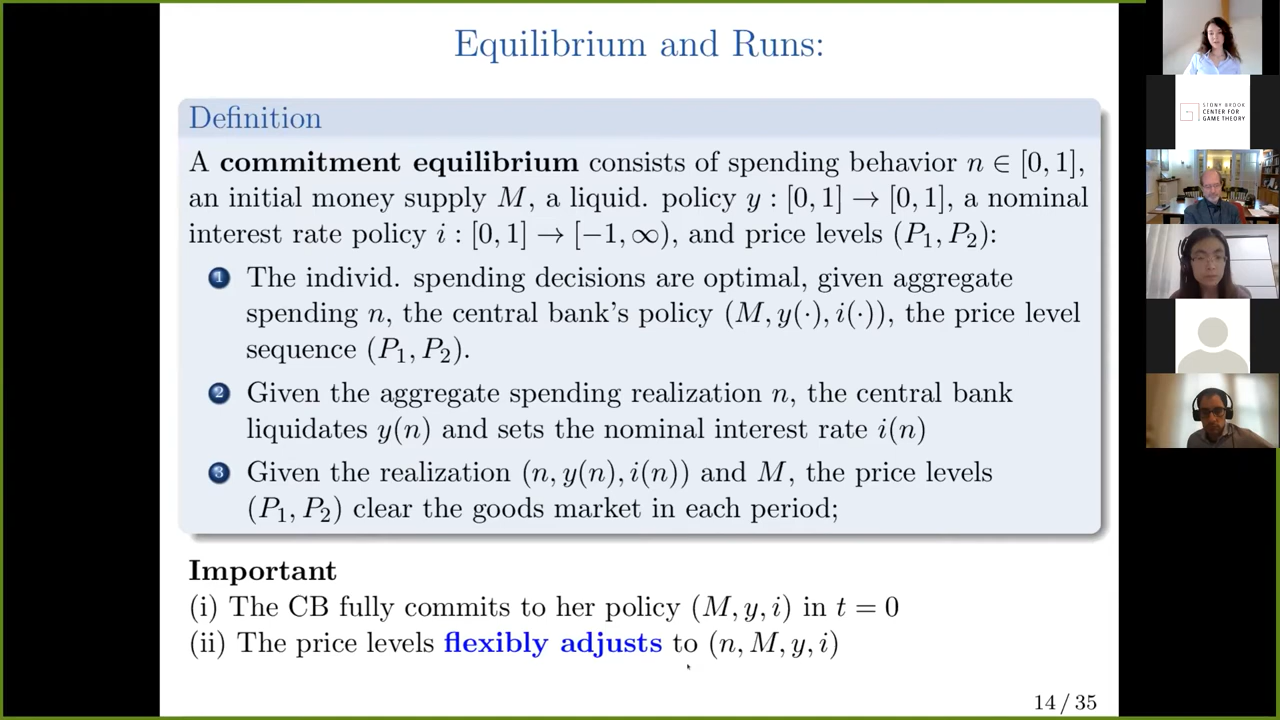 Equilibrium and Runs:
Definition
A commitment equilibrium consists of spending behavior n ∈ [0, 1],
an initial money supply M, a liquid. policy y : [0, 1] → [0, 1], a nominal
interest rate policy i : [0, 1] → [−1, ∞), and price levels (P₁, P₂):
1 The individ. spending decisions are optimal, given aggregate
spending n, the central bank's policy (M, y(·), i(·)), the price level
sequence (P₁, P₂).
2 Given the aggregate spending realization n, the central bank
liquidates y(n) and sets the nominal interest rate i(n)
3 Given the realization (n, y(n), i(n)) and M, the price levels
(P₁, P₂) clear the goods market in each period;
Important
(i) The CB fully commits to her policy (M, y, i) in t = 0
(ii) The price levels flexibly adjusts to (n, M, y, i)
14 / 35
STONY BROOK
CENTER FOR
GAME THEORY